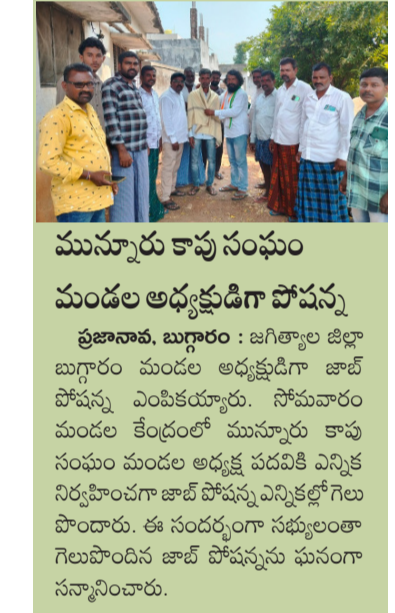 మున్నూరు కాపు సంఘం
మండల అధ్యక్షుడిగా పోషన్న
ప్రజానావ, బుగ్గారం : జగిత్యాల జిల్లా
బుగ్గారం మండల అధ్యక్షుడిగా జాబ్
పోషన్న ఎంపికయ్యారు. సోమవారం
మండల కేంద్రంలో మున్నూరు కాపు
సంఘం మండల అధ్యక్ష పదవికి ఎన్నిక
నిర్వహించగా జాబ్ పోషన్న ఎన్నికల్లో గెలు
పొందారు. ఈ సందర్భంగా సభ్యులంతా
గెలుపొందిన జాబ్ పోషన్నను ఘనంగా
సన్మానించారు.